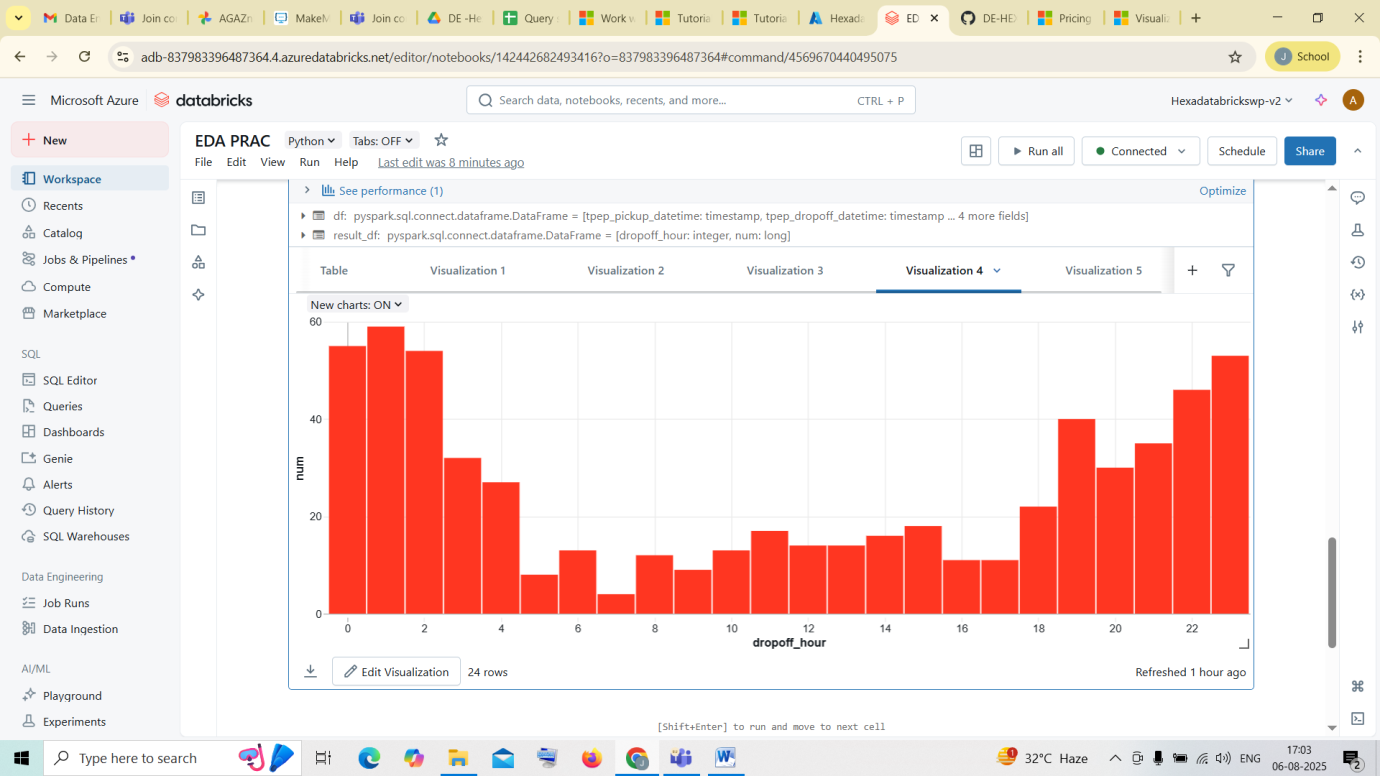 Data En
Join co
AGAZn
MakeM
Join co
DE -He
Query
Work w
Tutoria
Tutoria
Hexada
ED
DE-HE
Pricing
Visualiz
adb-837983396487364.4.azuredatabricks.net/editor/notebooks/1424426824934​16?o=837983396487364#command/4569670440495075
J School
Microsoft Azure databricks
Search data, notebooks, recents, and more... CTRL + P
Hexadatabrickswp-v2 A
New
Workspace
Recents
Catalog
Jobs & Pipelines
Compute
Marketplace
SQL
SQL Editor
Queries
Dashboards
Genie
Alerts
Query History
SQL Warehouses
Data Engineering
Job Runs
Data Ingestion
AI/ML
Playground
Experiments
EDA PRAC Python Tabs: OFF
File Edit View Run Help Last edit was 8 minutes ago
Run all Connected Schedule Share
See performance (1) Optimize
df: pyspark.sql.connect.dataframe.DataFrame = [tpep_pickup_datetime: timestamp, tpep_dropoff_datetime: timestamp ... 4 more fields]
result_df: pyspark.sql.connect.dataframe.DataFrame = [dropoff_hour: integer, num: long]
Table Visualization 1 Visualization 2 Visualization 3 Visualization 4 Visualization 5
New charts: ON
60
40
20
0
num
0 2 4 6 8 10 12 14 16 18 20 22
dropoff_hour
Edit Visualization 24 rows Refreshed 1 hour ago
[Shift+Enter] to run and move to next cell
Type here to search
1
32°C Haze
ENG
17:03
06-08-2025
2